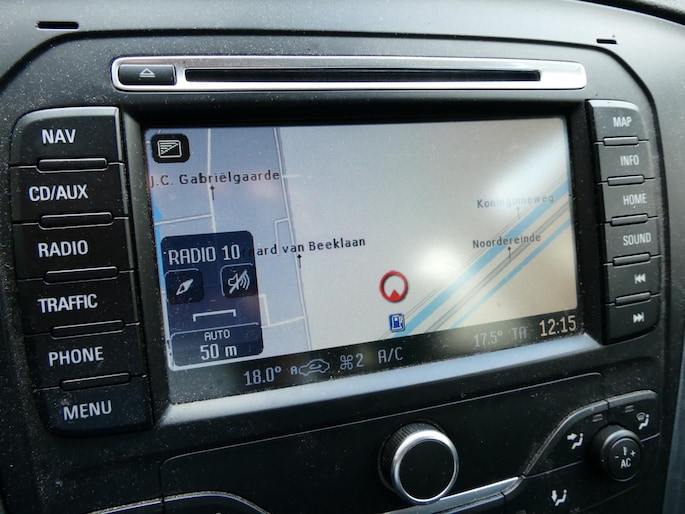 NAV
CD/AUX
RADIO
TRAFFIC
PHONE
MENU
J.C. Gabriëlgaarde
van Beeklaan
Koninginneweg
Noordereinde
RADIO 10
AUTO
50 m
18.0° A 2 A/C 17.5° TA 12:15
MAP
INFO
HOME
SOUND
- +
AC